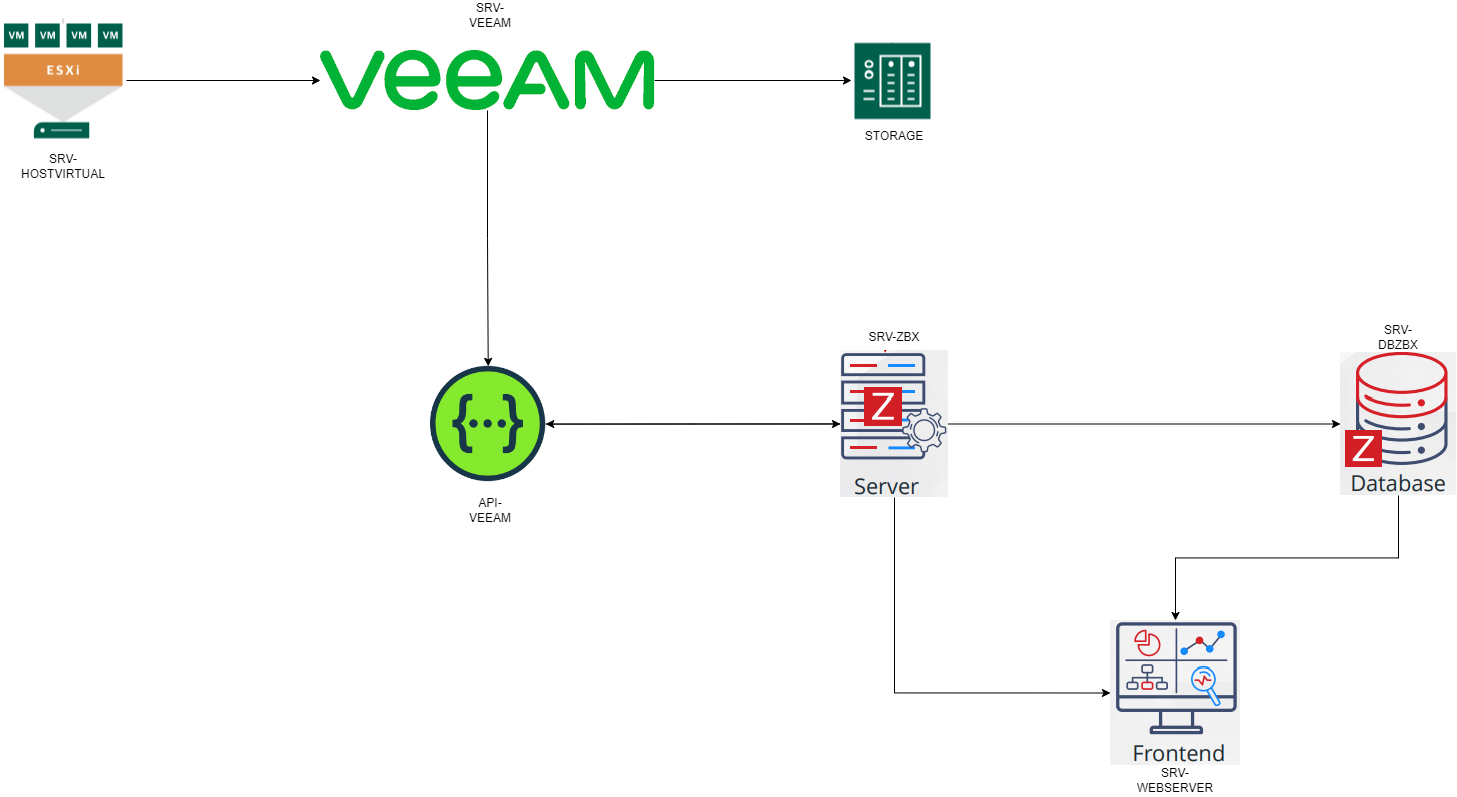 SRV-
VEEAM
VM VM VM VM
ESXi
veeAM
SRV-
HOSTVIRTUAL
STORAGE
SRV-ZBX
SRV-
DBZBX
{...}
Z
Z
Server
Database
API-
VEEAM
Frontend
SRV-
WEBSERVER